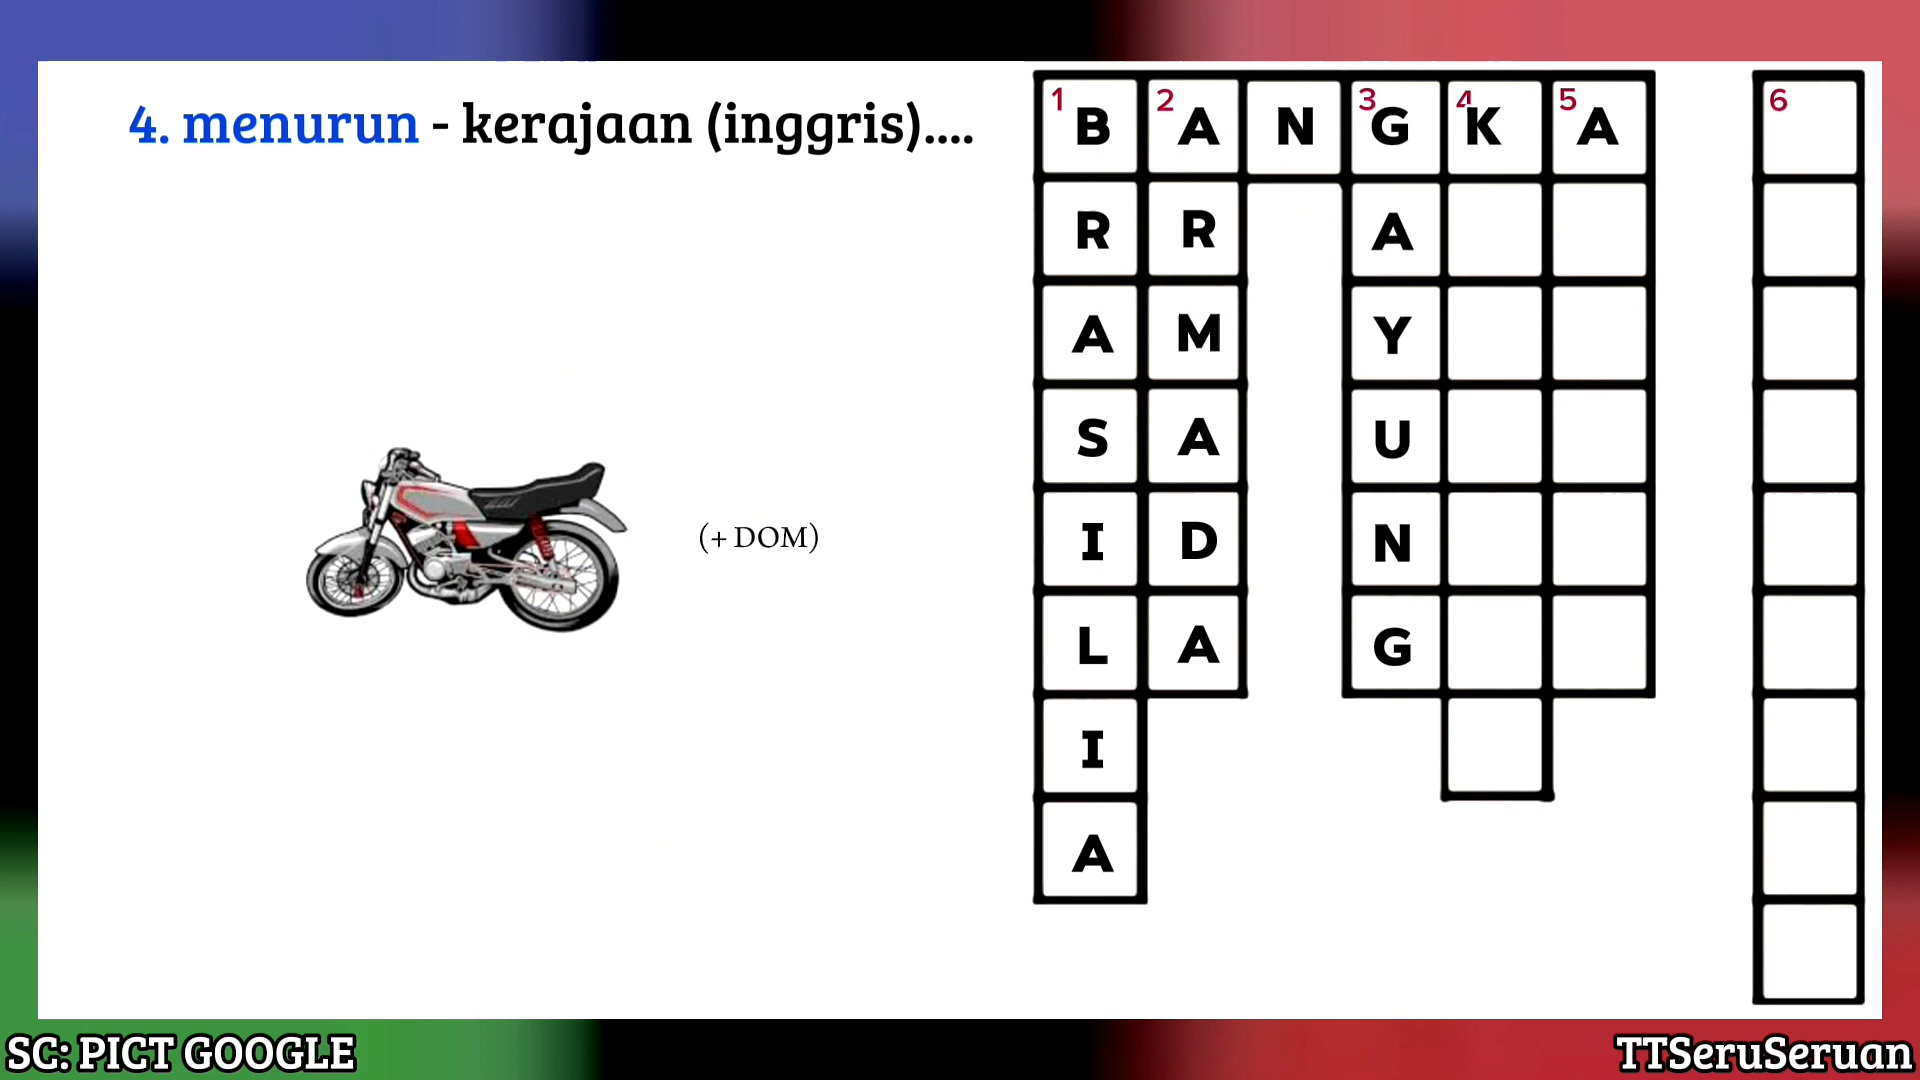 4. menurun - kerajaan (inggris)....
(+ DOM)
1 B 2 A N 3 G 4 K 5 A 6
R R A
A M Y
S A U
I D N
L A G
I
A
SC: PICT GOOGLE
TTSeruSeruan